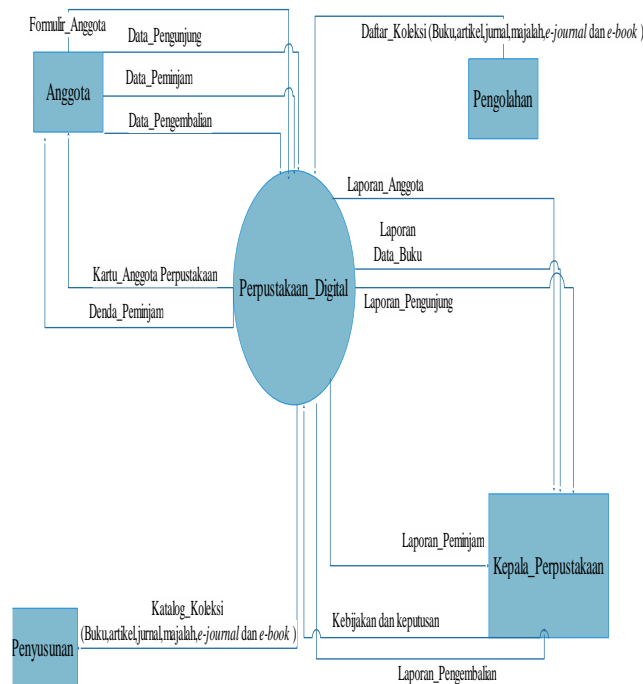 Formulir_Anggota
Data_Pengunjung
Daftar_Koleksi (Buku,artikel,jurnal,majalah,e-journal dan e-book )
Anggota
Data_Peminjam
Pengolahan
Data_Pengembalian
Laporan_Anggota
Laporan
Data_Buku
Kartu_Anggota Perpustakaan
Perpustakaan_Digital
Laporan_Pengunjung
Denda_Peminjam
Laporan_Peminjam
Kepala_Perpustakaan
Katalog_Koleksi
(Buku,artikel,jurnal,majalah,e-journal dan e-book )
Kebijakan dan keputusan
Penyusunan
Laporan_Pengembalian